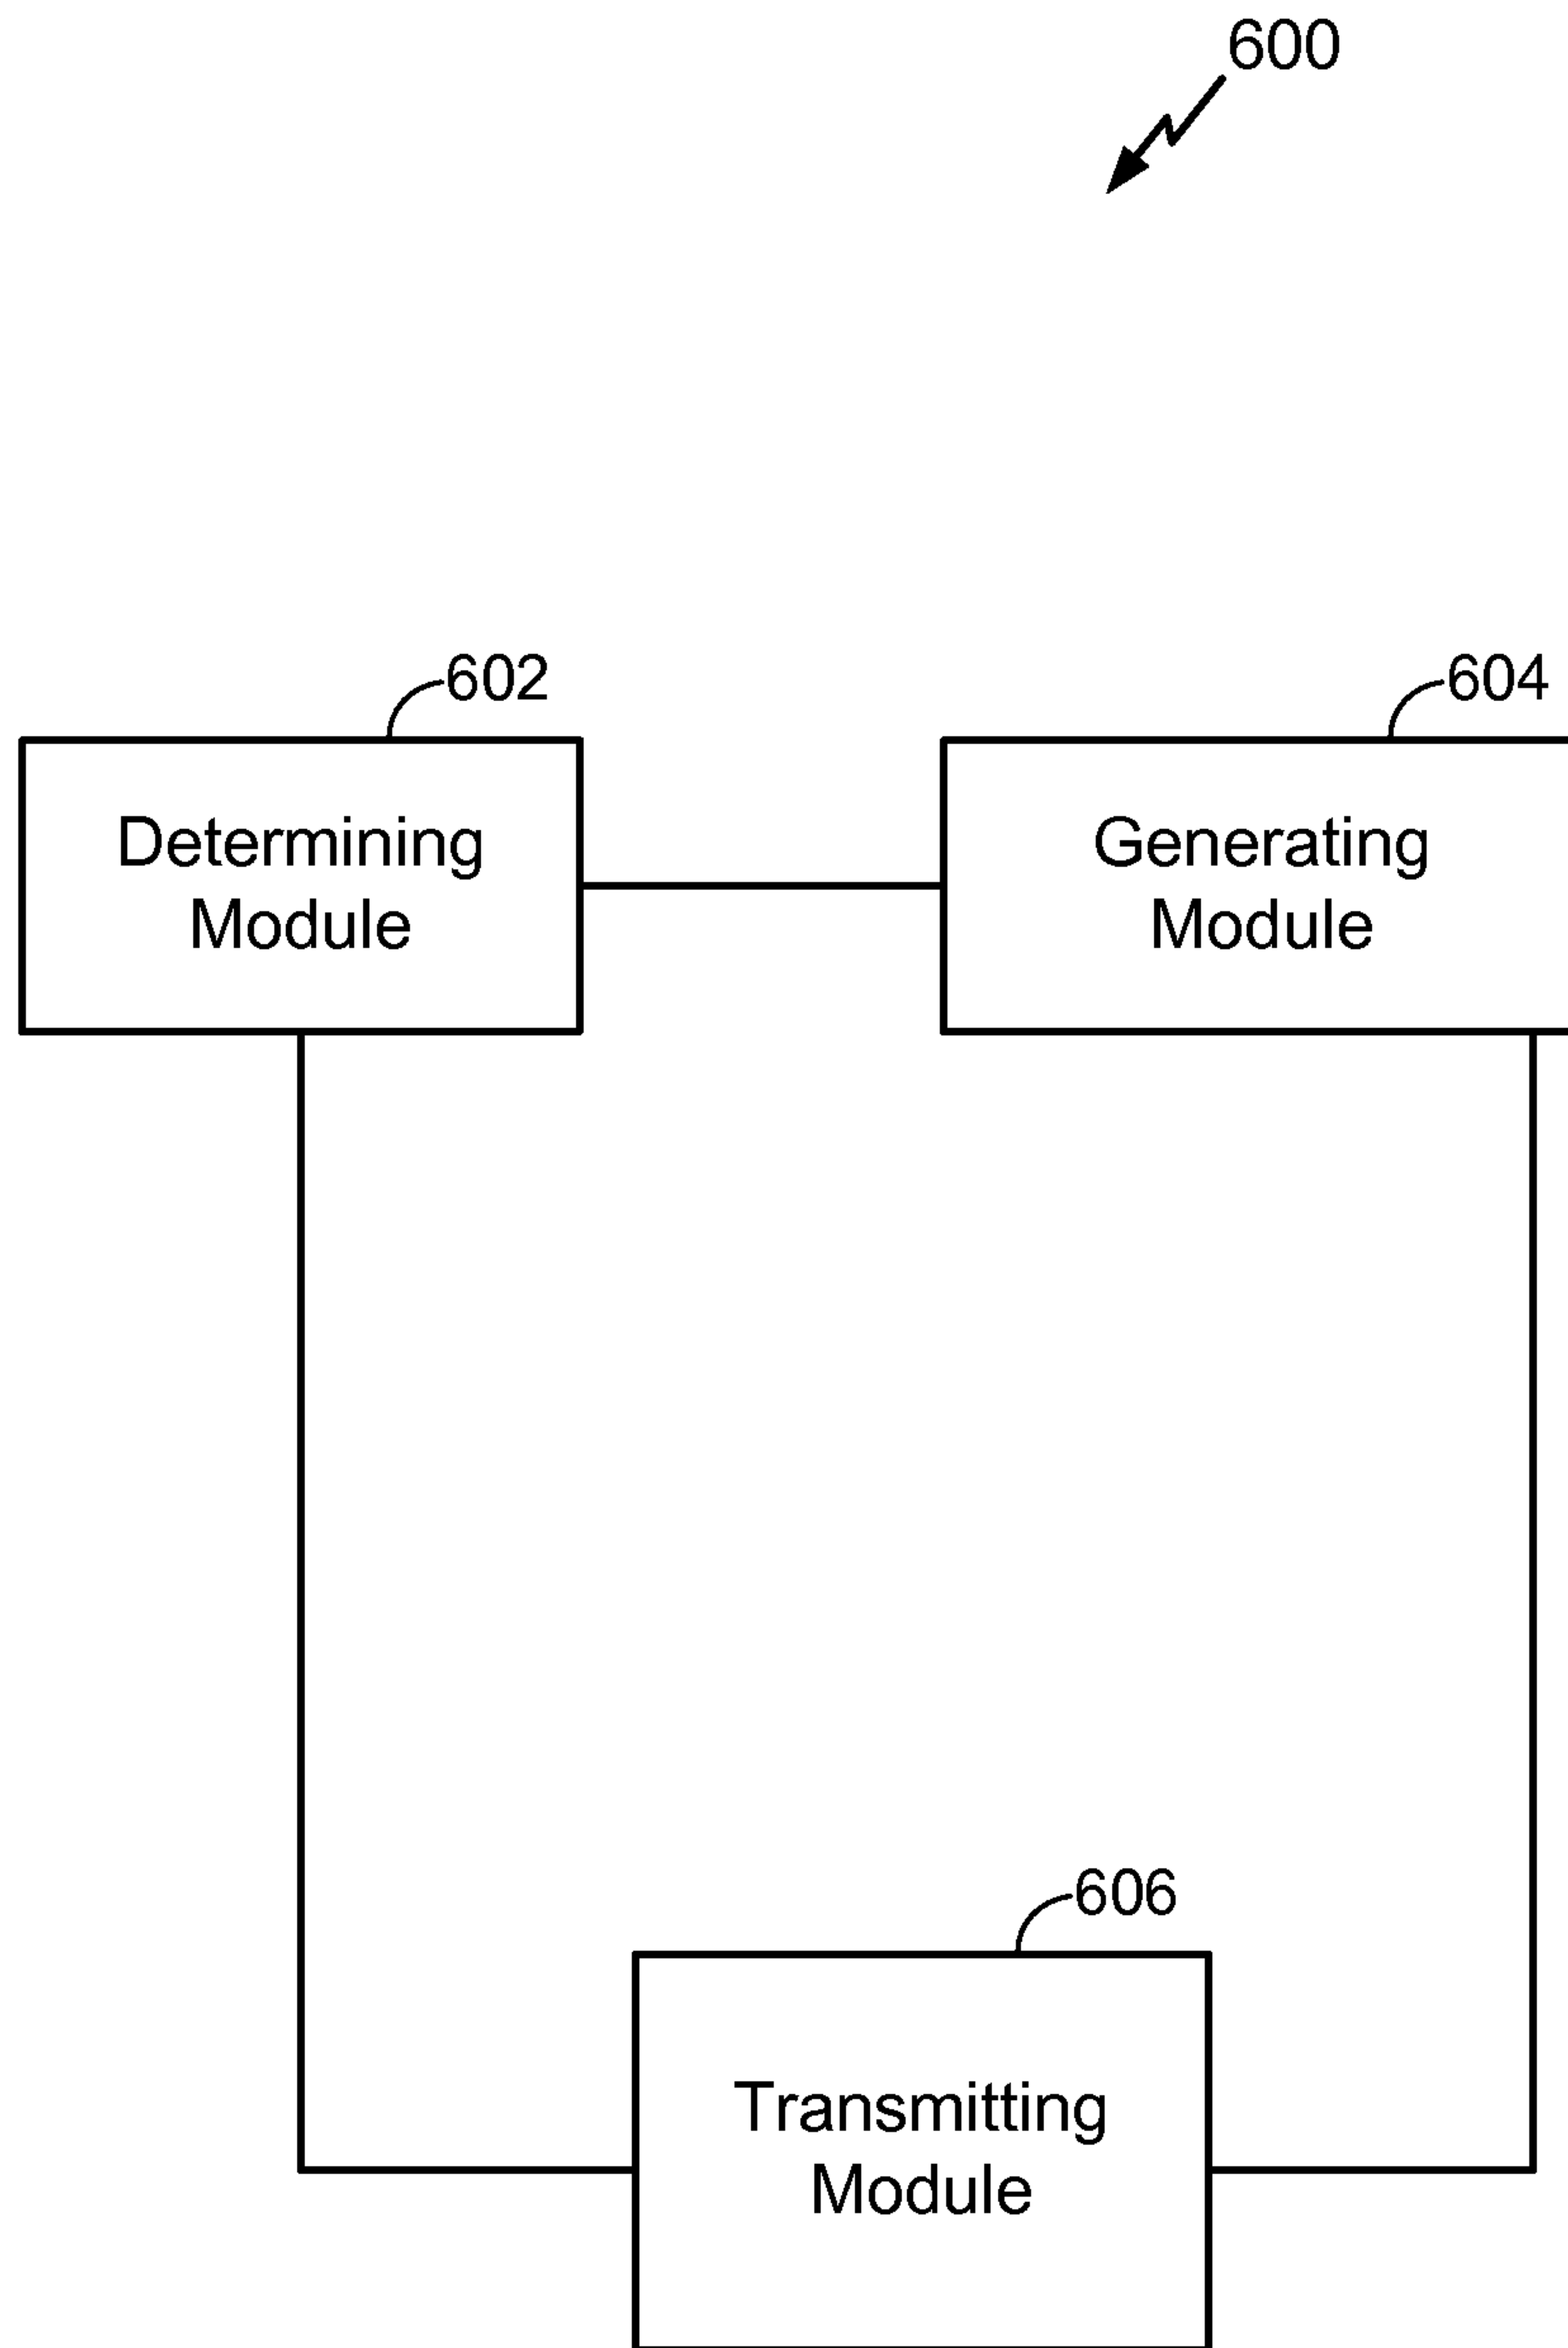 600
602
604
Determining
Module
Generating
Module
606
Transmitting
Module